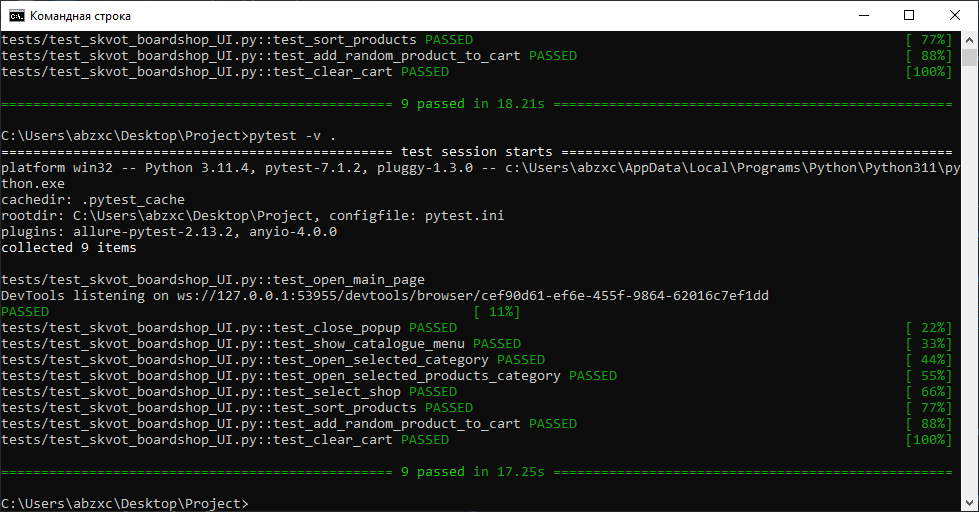 Командная строка
tests/test_skvot_boardshop_UI.py::test_sort_products PASSED [ 77%]
tests/test_skvot_boardshop_UI.py::test_add_random_product_to_cart PASSED [ 88%]
tests/test_skvot_boardshop_UI.py::test_clear_cart PASSED [100%]
================================================= 9 passed in 18.21s ==================================================
C:\Users\abzxc\Desktop\Project>pytest -v .
================================================= test session starts =================================================
platform win32 -- Python 3.11.4, pytest-7.1.2, pluggy-1.3.0 -- c:\Users\abzxc\AppData\Local\Programs\Python\Python311\py
thon.exe
cachedir: .pytest_cache
rootdir: C:\Users\abzxc\Desktop\Project, configfile: pytest.ini
plugins: allure-pytest-2.13.2, anyio-4.0.0
collected 9 items
tests/test_skvot_boardshop_UI.py::test_open_main_page
DevTools listening on ws://127.0.0.1:53955/devtools/browser/cef90d61-ef6e-455f-9864-62016c7ef1dd
PASSED [ 11%]
tests/test_skvot_boardshop_UI.py::test_close_popup PASSED [ 22%]
tests/test_skvot_boardshop_UI.py::test_show_catalogue_menu PASSED [ 33%]
tests/test_skvot_boardshop_UI.py::test_open_selected_category PASSED [ 44%]
tests/test_skvot_boardshop_UI.py::test_open_selected_products_category PASSED [ 55%]
tests/test_skvot_boardshop_UI.py::test_select_shop PASSED [ 66%]
tests/test_skvot_boardshop_UI.py::test_sort_products PASSED [ 77%]
tests/test_skvot_boardshop_UI.py::test_add_random_product_to_cart PASSED [ 88%]
tests/test_skvot_boardshop_UI.py::test_clear_cart PASSED [100%]
================================================= 9 passed in 17.25s ==================================================
C:\Users\abzxc\Desktop\Project>